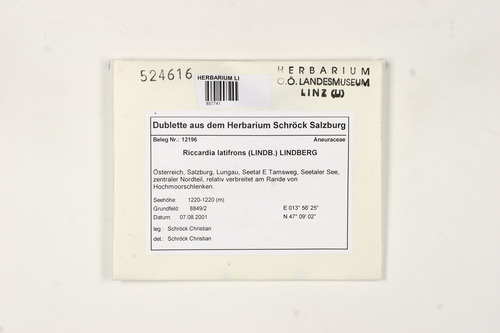 524616
HERBARIUM LI
857741
HERBARIUM
O.Ö. LANDESMUSEUM
LINZ (LI)
Dublette aus dem Herbarium Schröck Salzburg
Beleg Nr.: 12196 Aneuraceae
Riccardia latifrons (LINDB.) LINDBERG
Österreich, Salzburg, Lungau, Seetal E Tamsweg, Seetaler See,
zentraler Nordteil, relativ verbreitet am Rande von
Hochmoorschlenken.
Seehöhe: 1220-1220 (m)
Grundfeld: 8849/2 E 013° 56' 25"
Datum: 07.08.2001 N 47° 09' 02"
leg.: Schröck Christian
det.: Schröck Christian